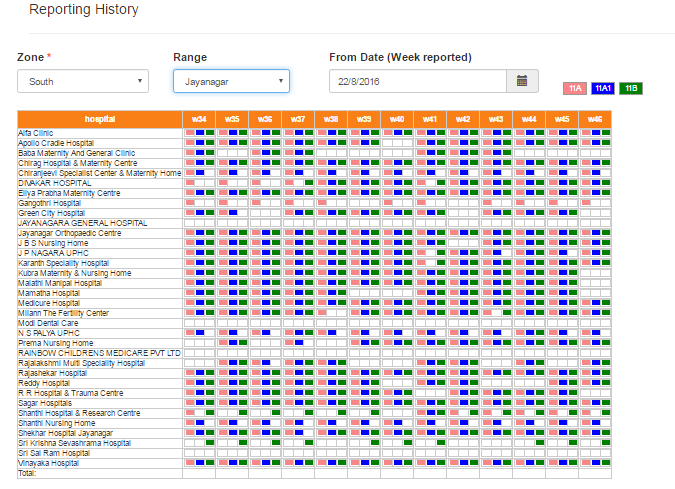 Reporting History
Zone * Range From Date (Week reported)
South Jayanagar 22/8/2016
11A 11A1 11B
hospital w34 w35 w36 w37 w38 w39 w40 w41 w42 w43 w44 w45 w46
Alfa Clinic
Apollo Cradle Hospital
Baba Maternity And General Clinic
Chirag Hospital & Maternity Centre
Chiranjeevi Specialist Center & Maternity Home
DIVAKAR HOSPITAL
Eliya Prabha Maternity Centre
Gangothri Hospital
Green City Hospital
JAYANAGARA GENERAL HOSPITAL
Jayanagar Orthopaedic Centre
J B S Nursing Home
J P NAGARA UPHC
Karanth Speciality Hospital
Kubra Maternity & Nursing Home
Malathi Manipal Hospital
Mamatha Hospital
Medicure Hospital
Milann The Fertility Center
Modi Dental Care
N S PALYA UPHC
Prema Nursing Home
RAINBOW CHILDRENS MEDICARE PVT LTD
Rajalakshmi Multi Speciality Hospital
Rajashekar Hospital
Reddy Hospital
R R Hospital & Trauma Centre
Sagar Hospitals
Shanthi Hospital & Research Centre
Shanthi Nursing Home
Shekhar Hospital Jayanagar
Sri Krishna Sevashrama Hospital
Sri Sai Ram Hospital
Vinayaka Hospital
Total: